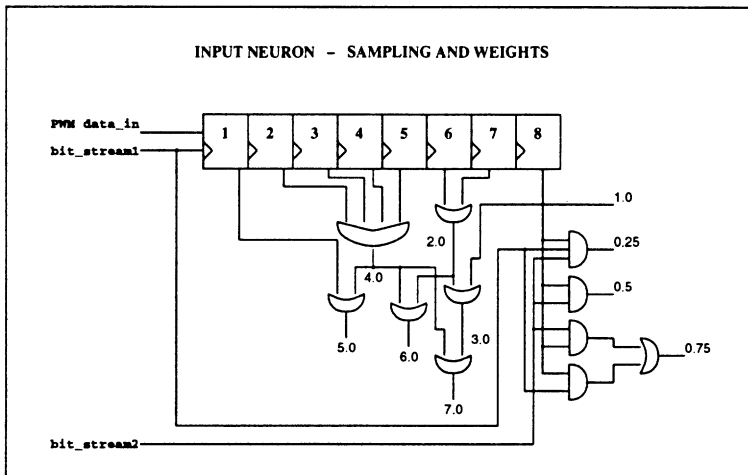 INPUT NEURON – SAMPLING AND WEIGHTS
PWM data_in
1 2 3 4 5 6 7 8
bit_stream1
1.0
2.0
0.25
4.0
0.5
5.0
3.0
6.0
0.75
7.0
bit_stream2